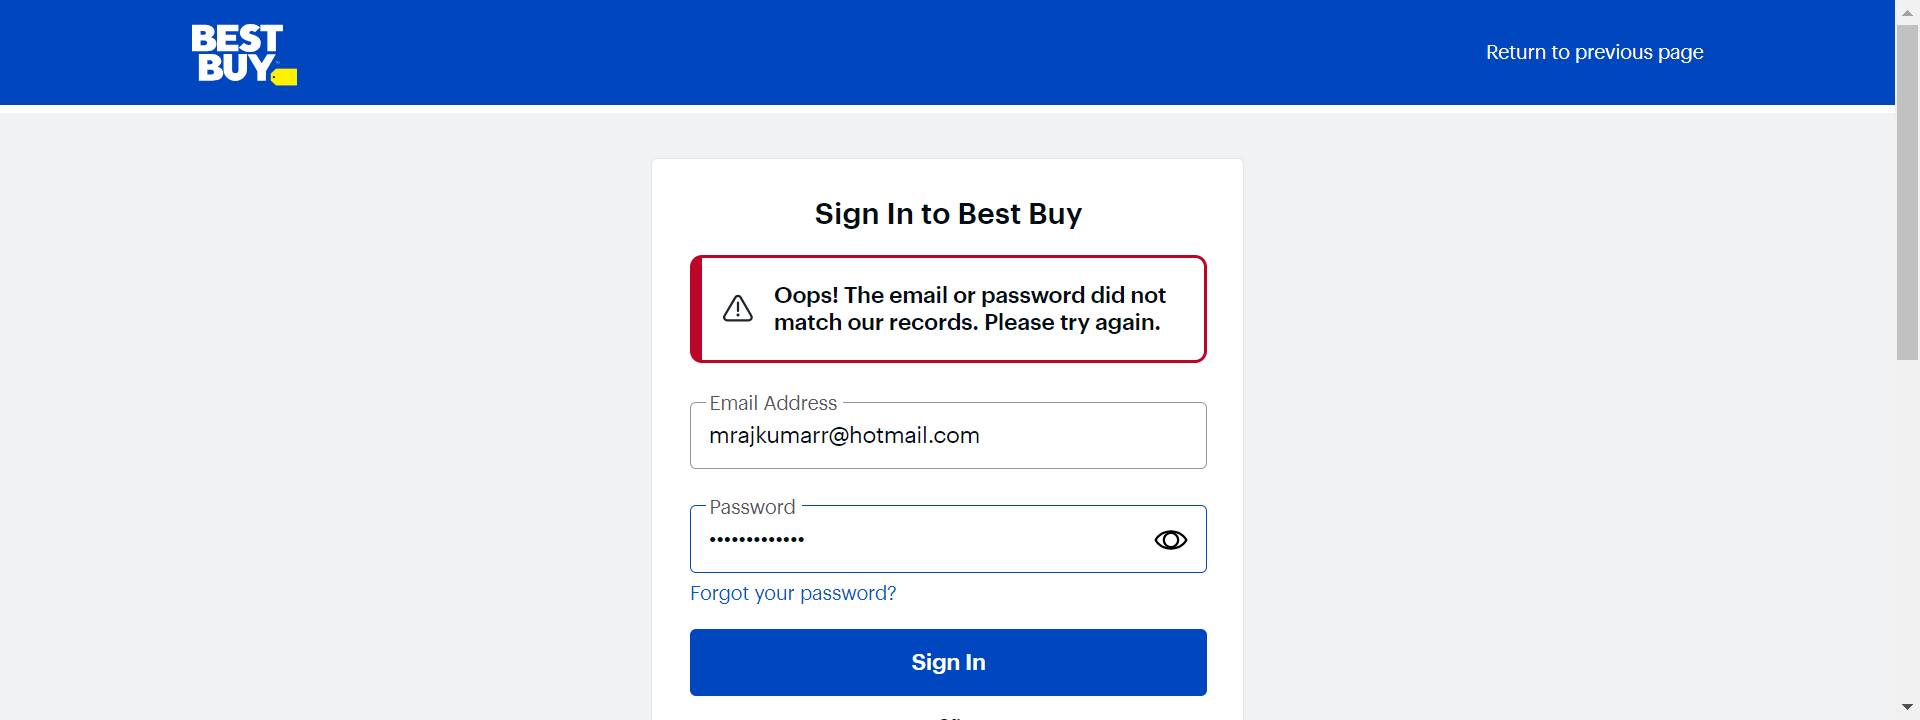 BEST
BUY
Return to previous page
Sign In to Best Buy
Oops! The email or password did not
match our records. Please try again.
Email Address
mrajkumarr@hotmail.com
Password
•••••••••••••
Forgot your password?
Sign In